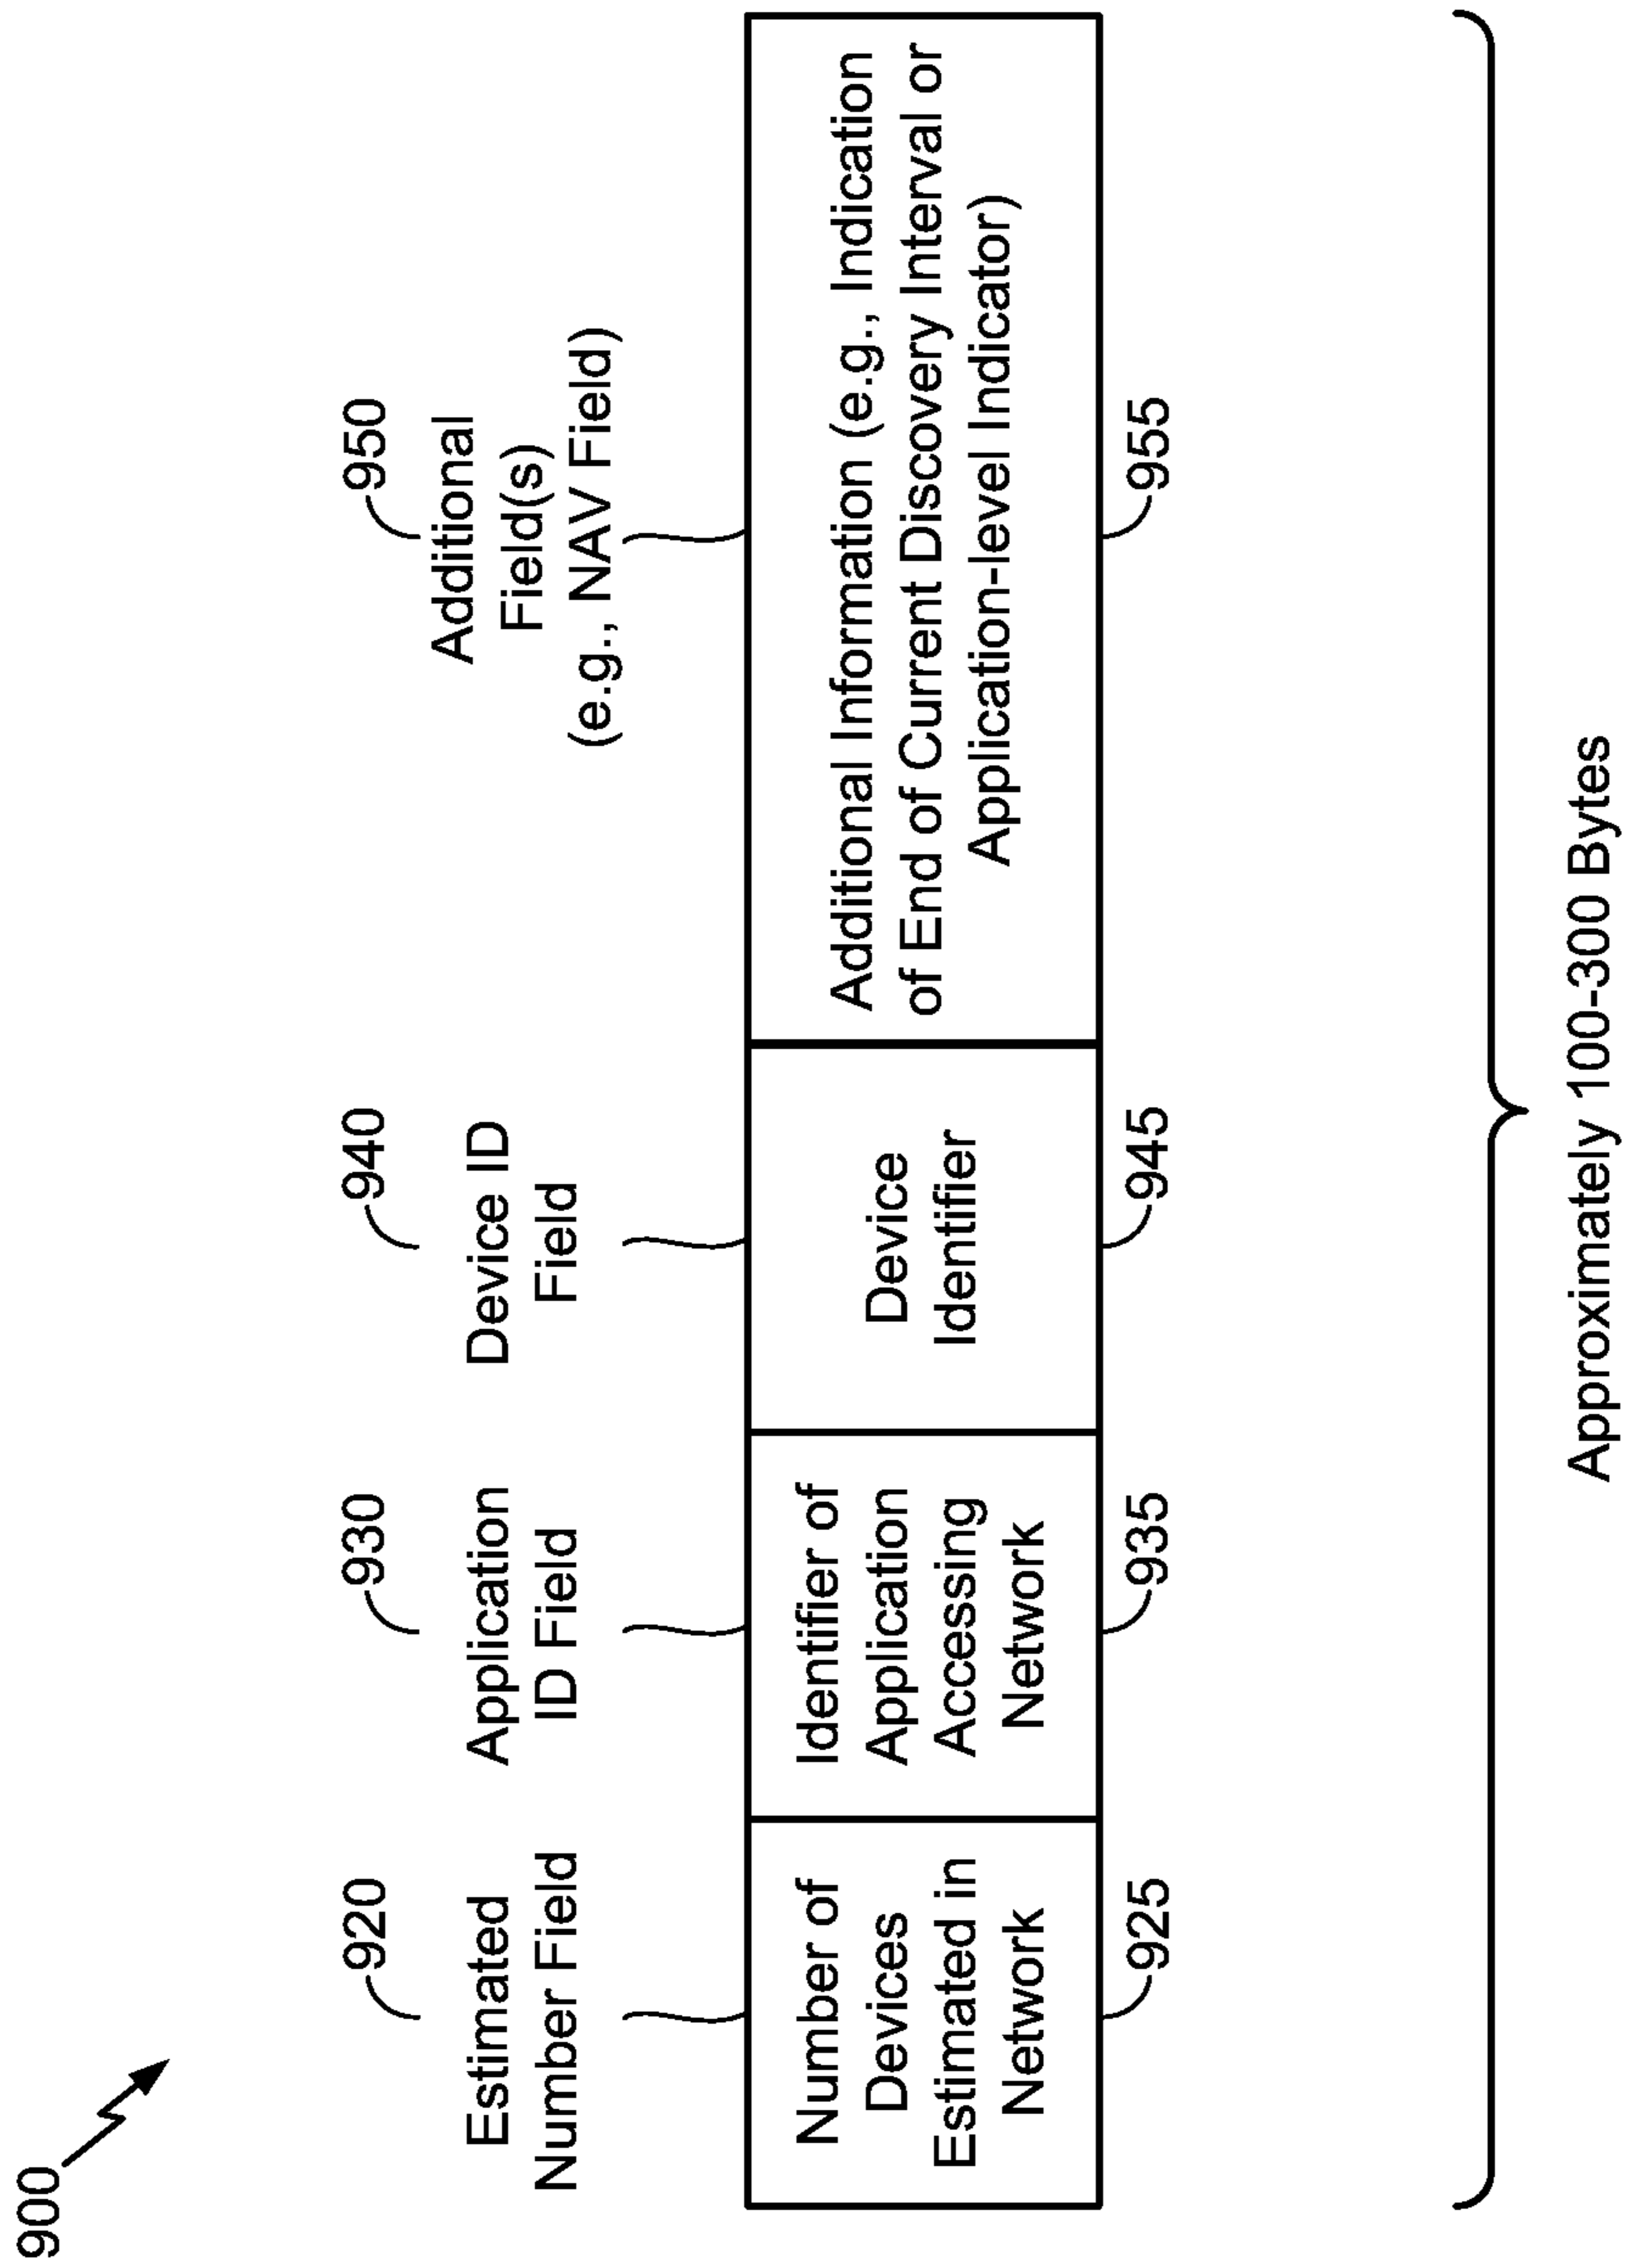 900
920
Estimated
Number Field
930
Application
ID Field
940
Device ID
Field
950
Additional
Field(s)
(e.g., NAV Field)
Number of
Devices
Estimated in
Network
Identifier of
Application
Accessing
Network
Device
Identifier
Additional Information (e.g., Indication
of End of Current Discovery Interval or
Application-level Indicator)
925
935
945
955
Approximately 100-300 Bytes